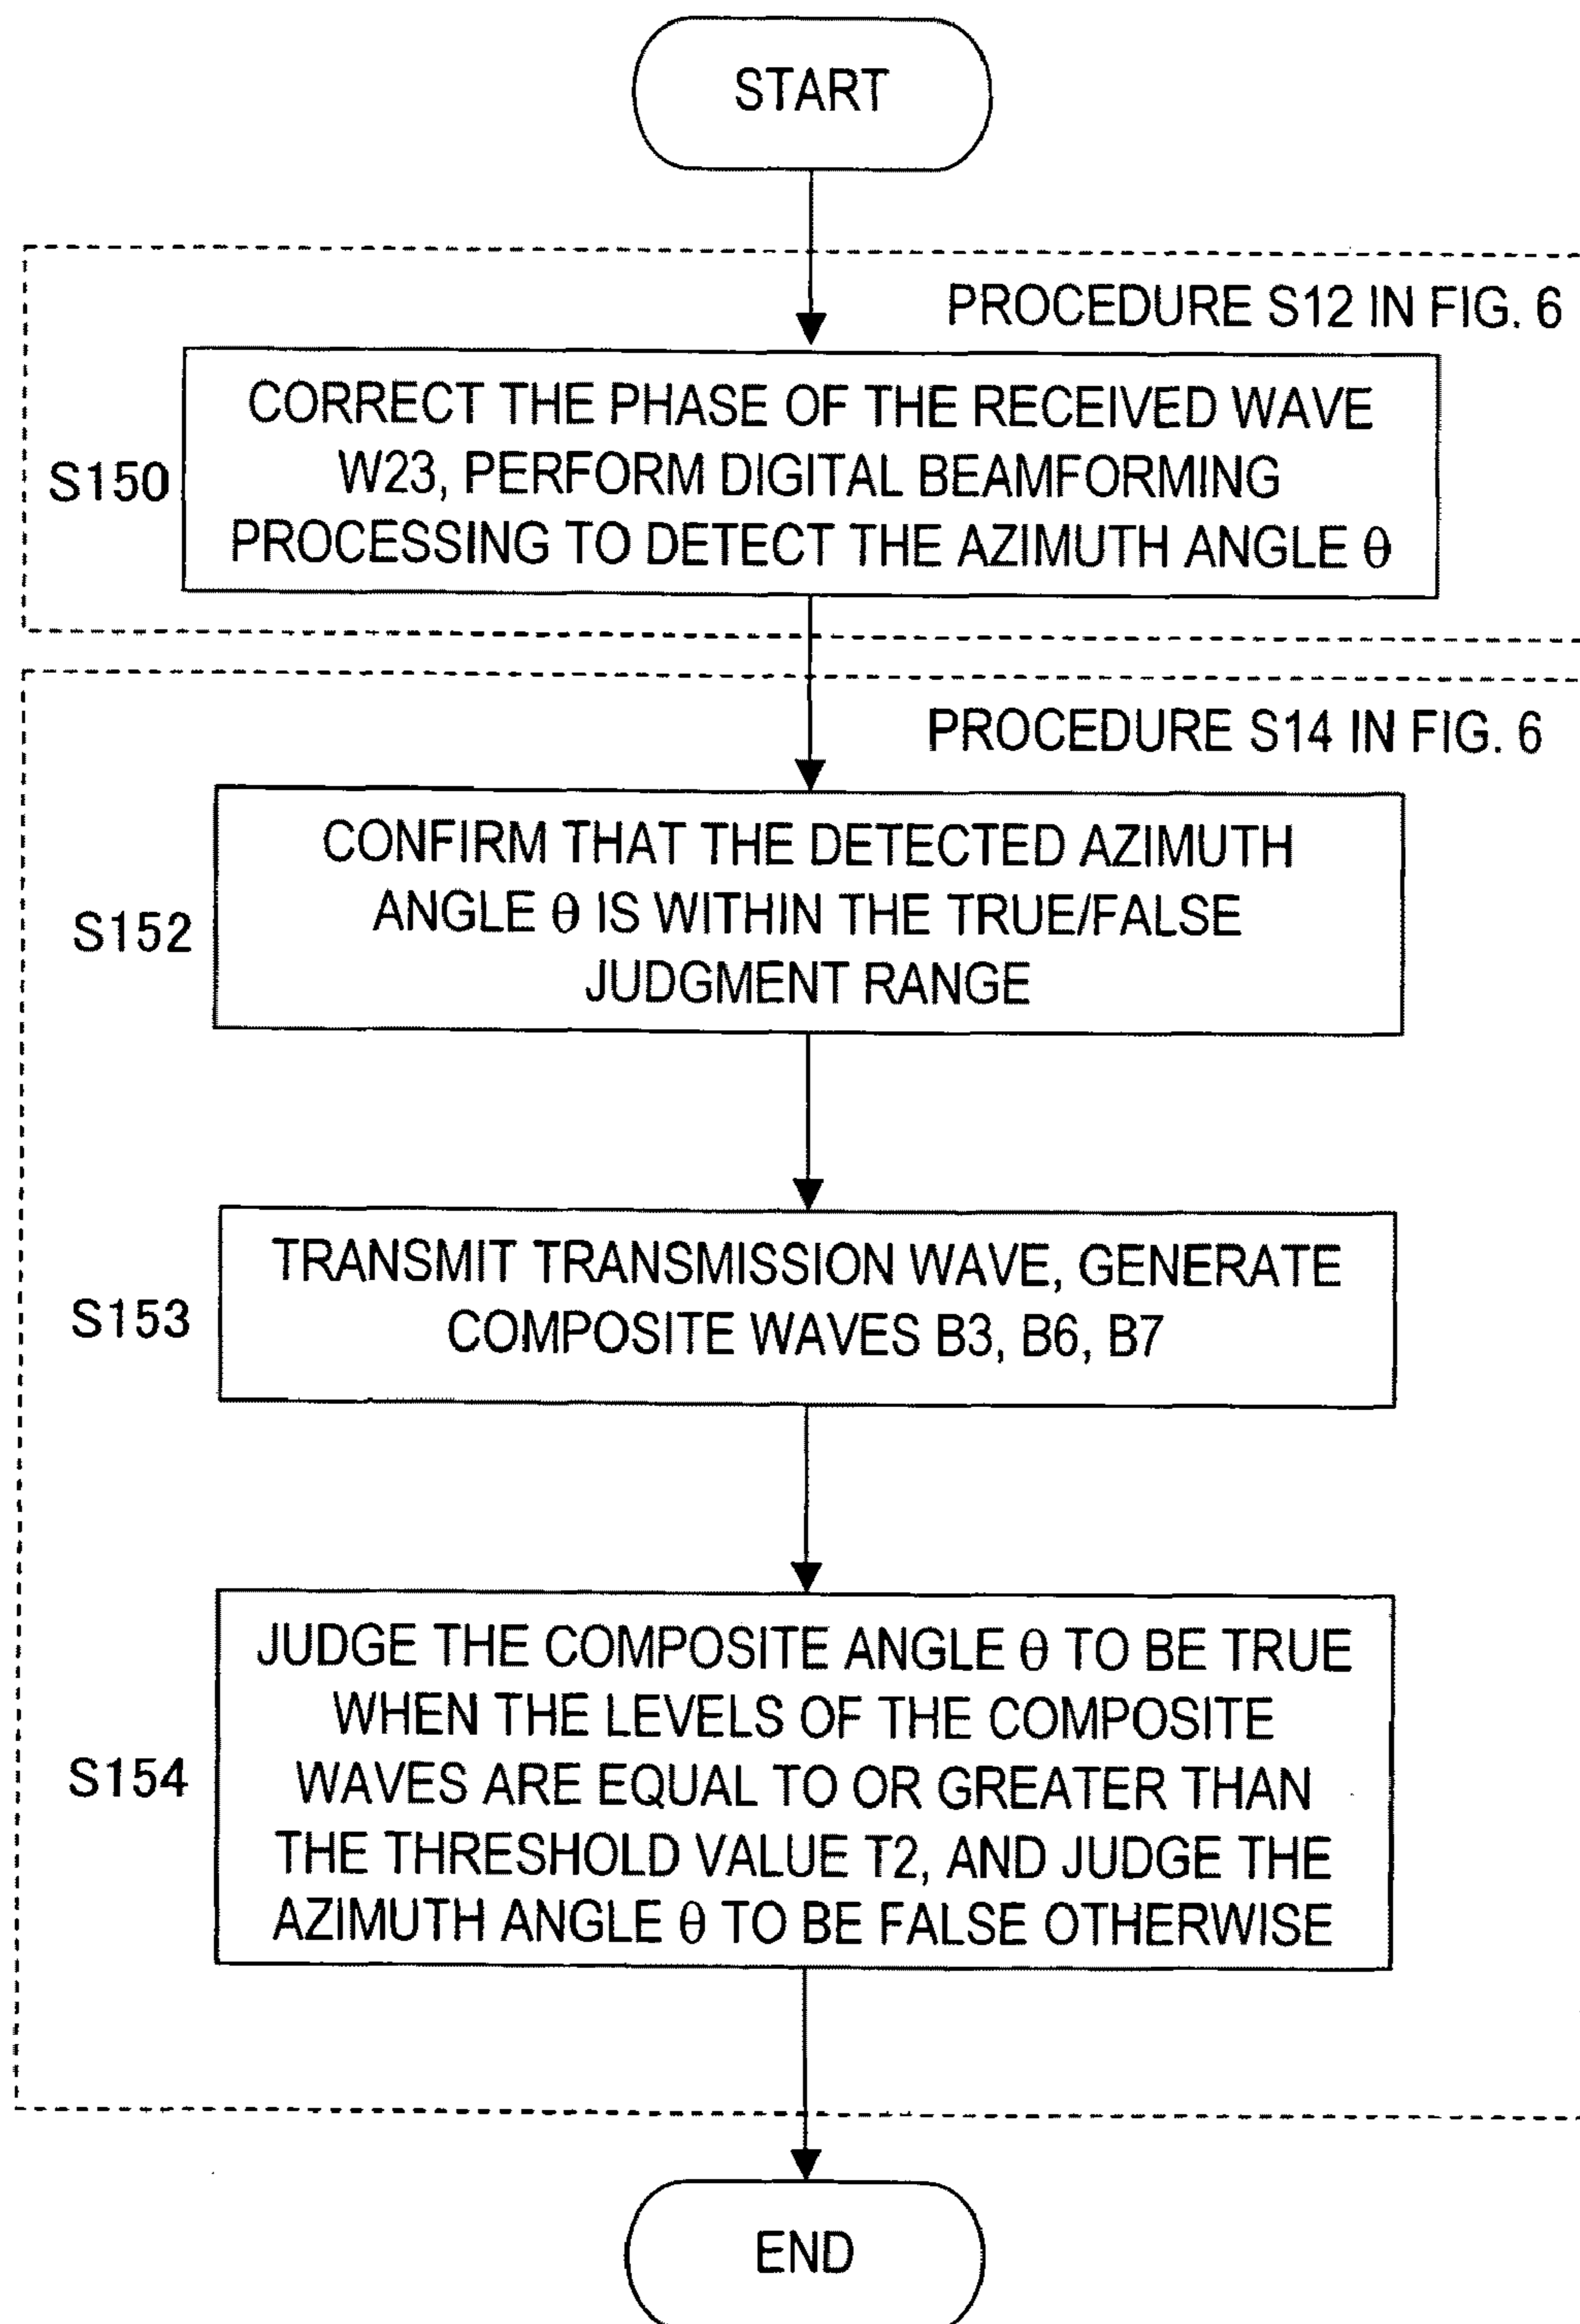 START
PROCEDURE S12 IN FIG. 6
S150
CORRECT THE PHASE OF THE RECEIVED WAVE
W23, PERFORM DIGITAL BEAMFORMING
PROCESSING TO DETECT THE AZIMUTH ANGLE θ
PROCEDURE S14 IN FIG. 6
S152
CONFIRM THAT THE DETECTED AZIMUTH
ANGLE θ IS WITHIN THE TRUE/FALSE
JUDGMENT RANGE
S153
TRANSMIT TRANSMISSION WAVE, GENERATE
COMPOSITE WAVES B3, B6, B7
S154
JUDGE THE COMPOSITE ANGLE θ TO BE TRUE
WHEN THE LEVELS OF THE COMPOSITE
WAVES ARE EQUAL TO OR GREATER THAN
THE THRESHOLD VALUE T2, AND JUDGE THE
AZIMUTH ANGLE θ TO BE FALSE OTHERWISE
END